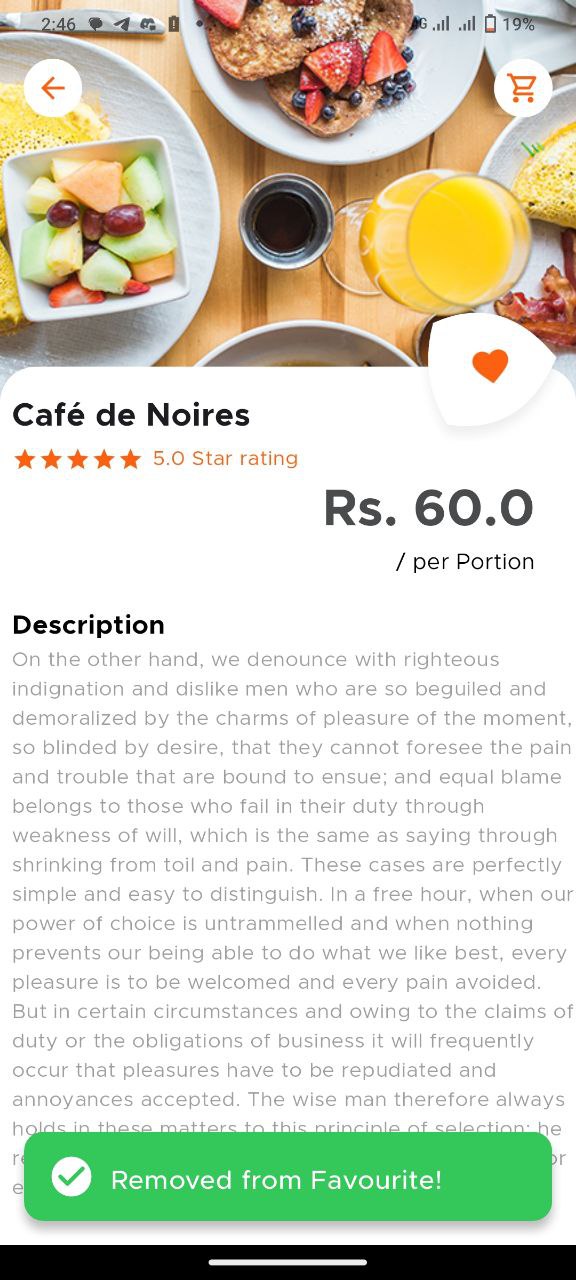 2:46
G
19%
Café de Noires
5.0 Star rating
Rs. 60.0
/ per Portion
Description
On the other hand, we denounce with righteous
indignation and dislike men who are so beguiled and
demoralized by the charms of pleasure of the moment,
so blinded by desire, that they cannot foresee the pain
and trouble that are bound to ensue; and equal blame
belongs to those who fail in their duty through
weakness of will, which is the same as saying through
shrinking from toil and pain. These cases are perfectly
simple and easy to distinguish. In a free hour, when our
power of choice is untrammelled and when nothing
prevents our being able to do what we like best, every
pleasure is to be welcomed and every pain avoided.
But in certain circumstances and owing to the claims of
duty or the obligations of business it will frequently
occur that pleasures have to be repudiated and
annoyances accepted. The wise man therefore always
holds in these matters to this principle of selection: he
Removed from Favourite!